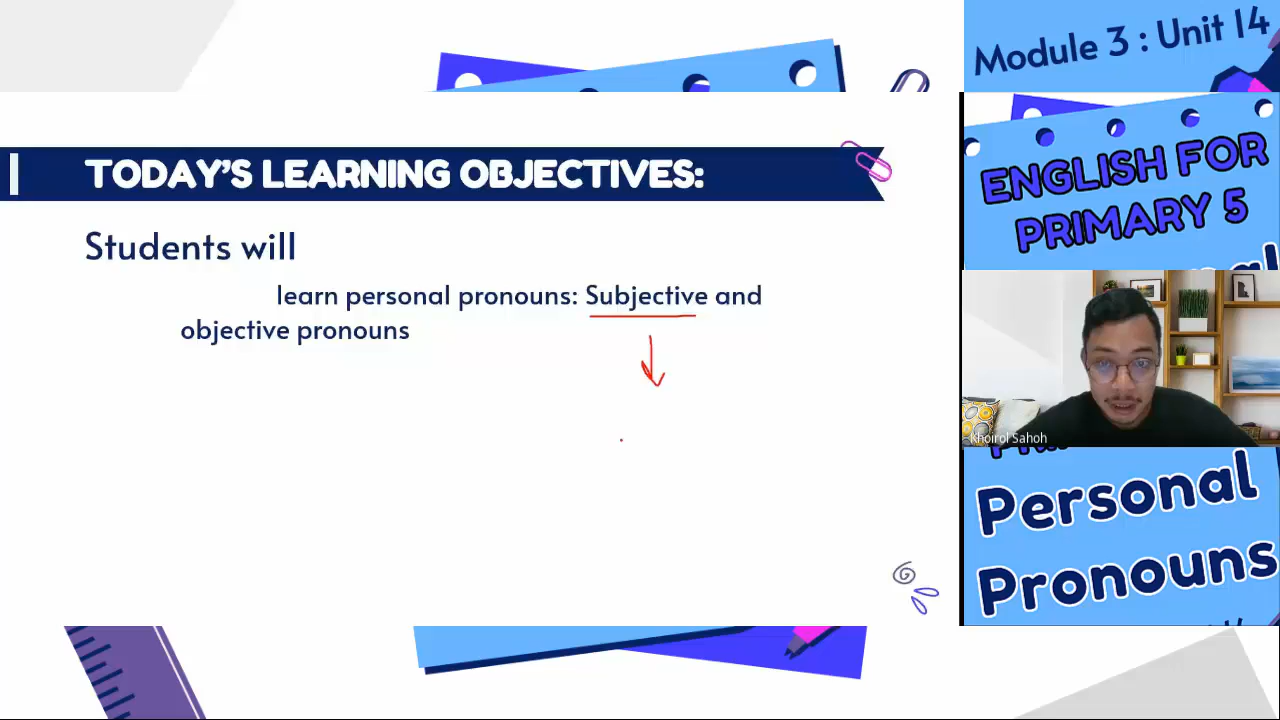 Module 3 : Unit 14
TODAY'S LEARNING OBJECTIVES:
Students will
learn personal pronouns: Subjective and
objective pronouns
ENGLISH FOR
PRIMARY 5
Khoirol Sahoh
Personal
Pronouns